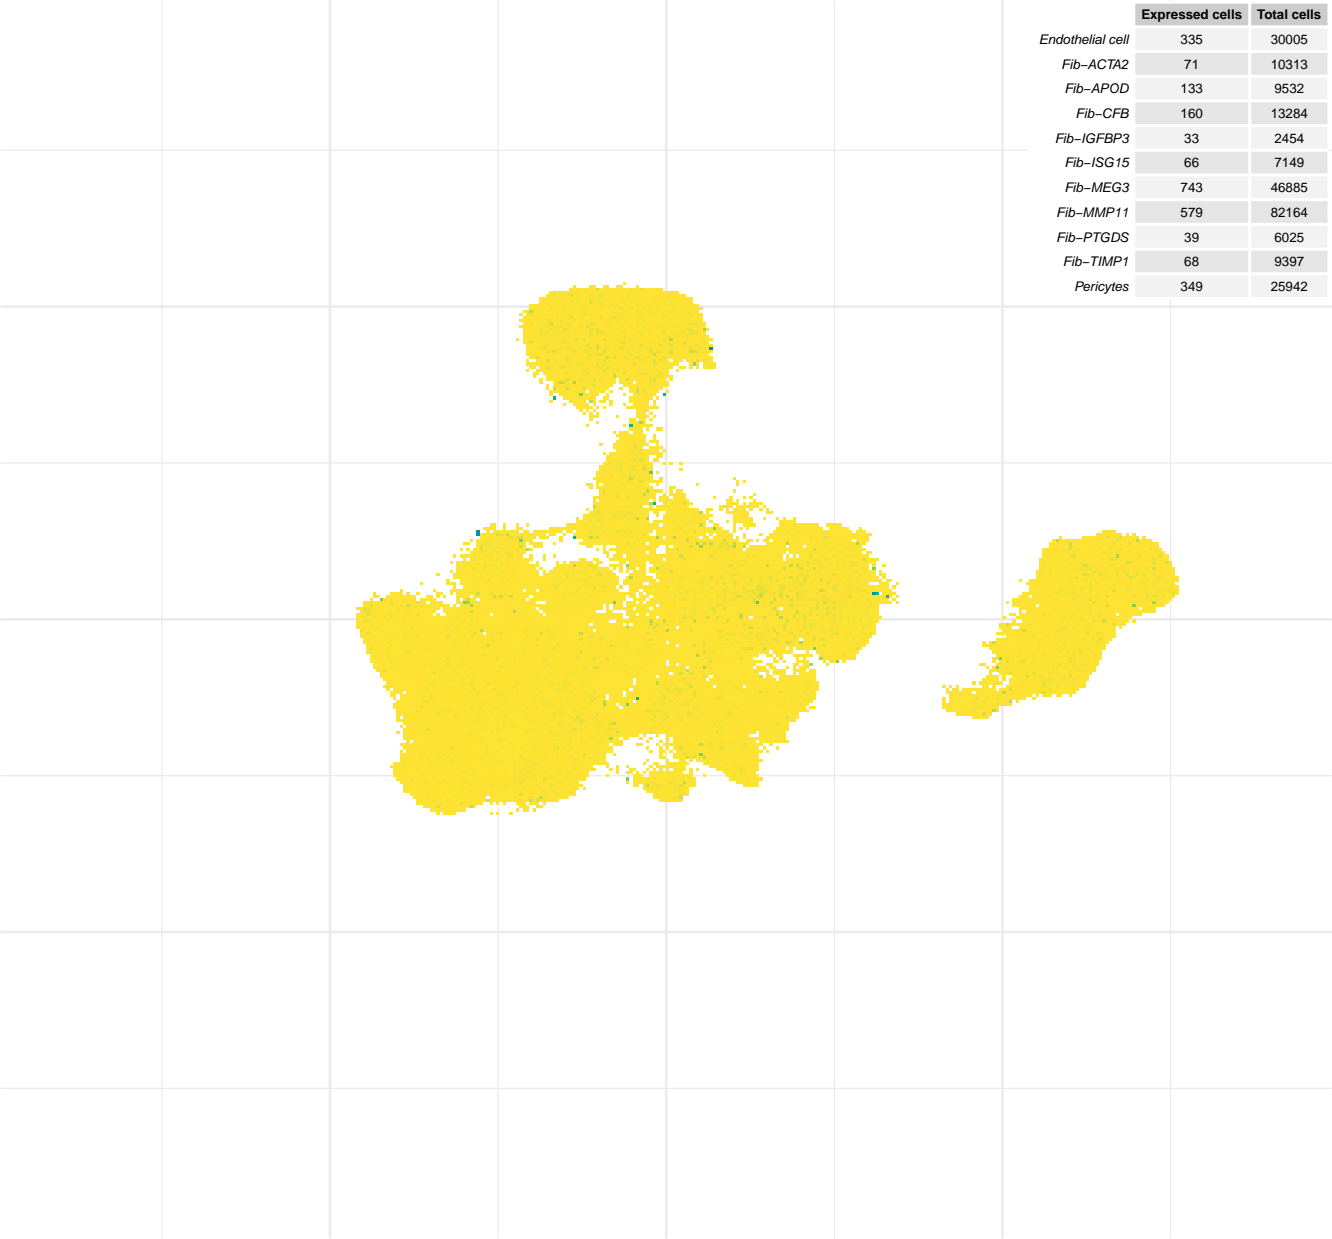 Expressed cells Total cells
Endothelial cell 335 30005
Fib−ACTA2 71 10313
Fib−APOD 133 9532
Fib−CFB 160 13284
Fib−IGFBP3 33 2454
Fib−ISG15 66 7149
Fib−MEG3 743 46885
Fib−MMP11 579 82164
Fib−PTGDS 39 6025
Fib−TIMP1 68 9397
Pericytes 349 25942